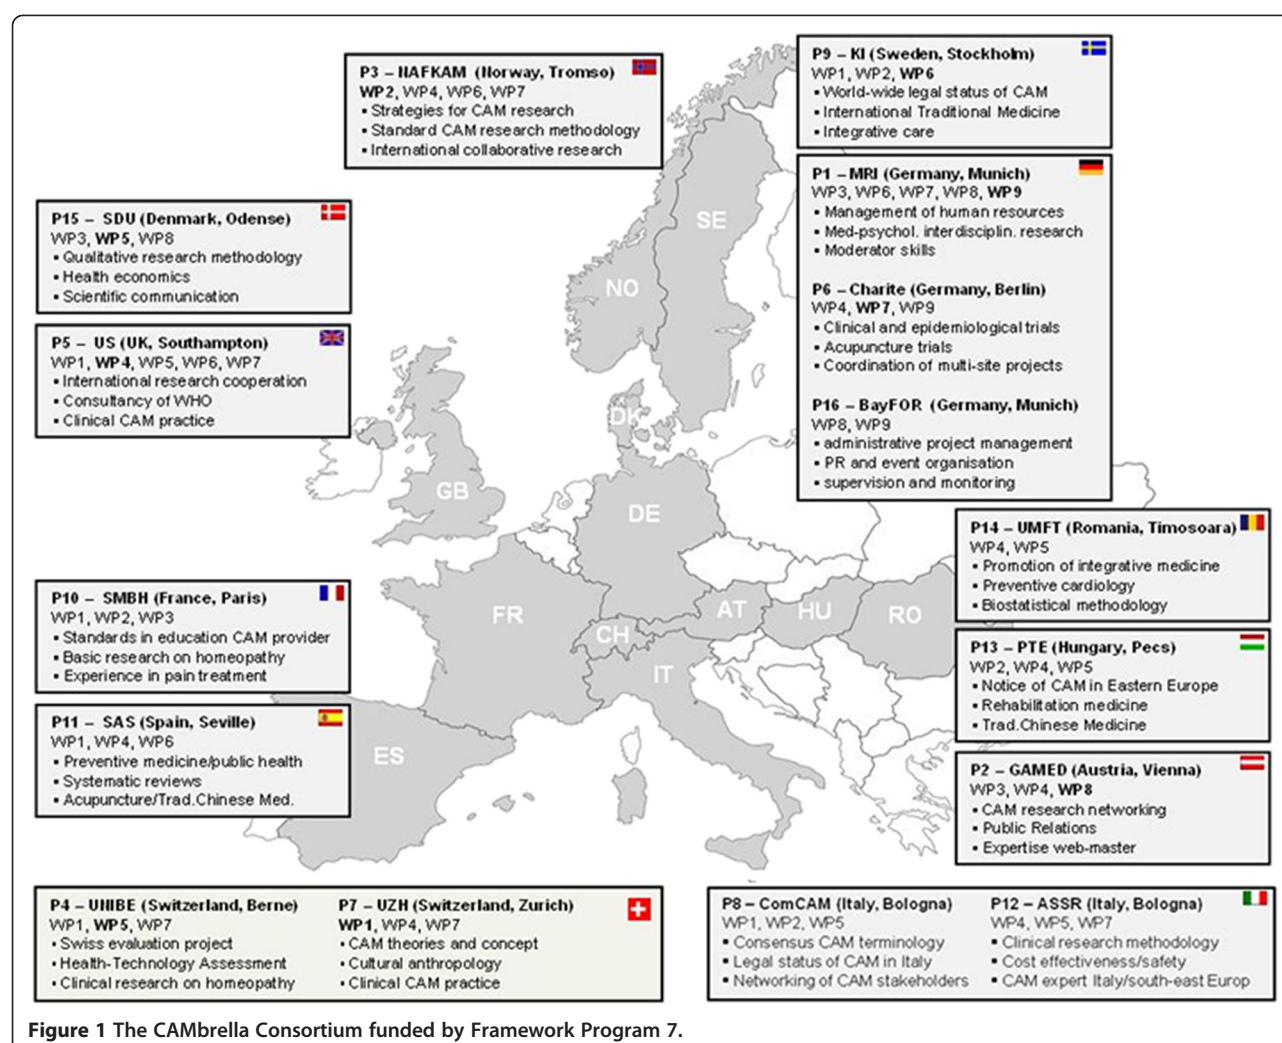 P3 – NAFKAM (Norway, Tromso)
WP2, WP4, WP6, WP7
▪ Strategies for CAM research
▪ Standard CAM research methodology
▪ International collaborative research
P9 – KI (Sweden, Stockholm)
WP1, WP2, WP6
▪ World-wide legal status of CAM
▪ International Traditional Medicine
▪ Integrative care
P1 – MRI (Germany, Munich)
WP3, WP6, WP7, WP8, WP9
▪ Management of human resources
▪ Med-psychol. interdisciplin. research
▪ Moderator skills
P6 – Charite (Germany, Berlin)
WP4, WP7, WP9
▪ Clinical and epidemiological trials
▪ Acupuncture trials
▪ Coordination of multi-site projects
P16 – BayFOR (Germany, Munich)
WP8, WP9
▪ administrative project management
▪ PR and event organisation
▪ supervision and monitoring
P15 – SDU (Denmark, Odense)
WP3, WP5, WP8
▪ Qualitative research methodology
▪ Health economics
▪ Scientific communication
P5 – US (UK, Southampton)
WP1, WP4, WP5, WP6, WP7
▪ International research cooperation
▪ Consultancy of WHO
▪ Clinical CAM practice
SE
NO
DK
GB
DE
FR
CH
AT
HU
RO
IT
ES
P14 – UMFT (Romania, Timosoara)
WP4, WP5
▪ Promotion of integrative medicine
▪ Preventive cardiology
▪ Biostatistical methodology
P10 – SMBH (France, Paris)
WP1, WP2, WP3
▪ Standards in education CAM provider
▪ Basic research on homeopathy
▪ Experience in pain treatment
P13 – PTE (Hungary, Pecs)
WP2, WP4, WP5
▪ Notice of CAM in Eastern Europe
▪ Rehabilitation medicine
▪ Trad.Chinese Medicine
P11 – SAS (Spain, Seville)
WP1, WP4, WP6
▪ Preventive medicine/public health
▪ Systematic reviews
▪ Acupuncture/Trad.Chinese Med.
P2 – GAMED (Austria, Vienna)
WP3, WP4, WP8
▪ CAM research networking
▪ Public Relations
▪ Expertise web-master
P4 – UNIBE (Switzerland, Berne)
WP1, WP5, WP7
▪ Swiss evaluation project
▪ Health-Technology Assessment
▪ Clinical research on homeopathy
P7 – UZH (Switzerland, Zurich)
WP1, WP4, WP7
▪ CAM theories and concept
▪ Cultural anthropology
▪ Clinical CAM practice
P8 – ComCAM (Italy, Bologna)
WP1, WP2, WP5
▪ Consensus CAM terminology
▪ Legal status of CAM in Italy
▪ Networking of CAM stakeholders
P12 – ASSR (Italy, Bologna)
WP4, WP5, WP7
▪ Clinical research methodology
▪ Cost effectiveness/safety
▪ CAM expert Italy/south-east Europ
Figure 1 The CAMbrella Consortium funded by Framework Program 7.